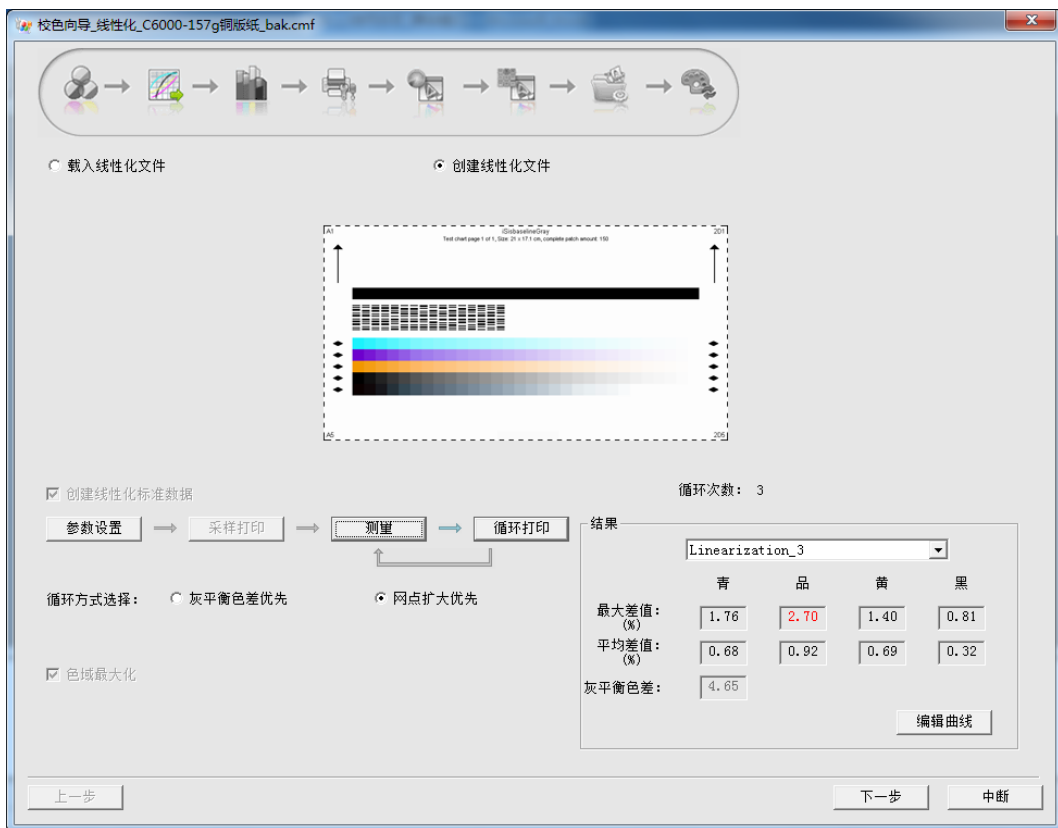 校色向导_线性化_C6000-157g铜版纸_bak.cmf
载入线性化文件
创建线性化文件
A1
iSisbaselineGray
2D1
Test chart page 1 of 1, Size: 21 x 17.1 cm, complete patch amount: 150
A5
2D5
创建线性化标准数据
循环次数: 3
参数设置
采样打印
测量
循环打印
结果
Linearization_3
青 品 黄 黑
循环方式选择:
灰平衡色差优先
网点扩大优先
最大差值: 1.76 2.70 1.40 0.81
(%)
平均差值: 0.68 0.92 0.69 0.32
(%)
色域最大化
灰平衡色差: 4.65
编辑曲线
上一步
下一步
中断